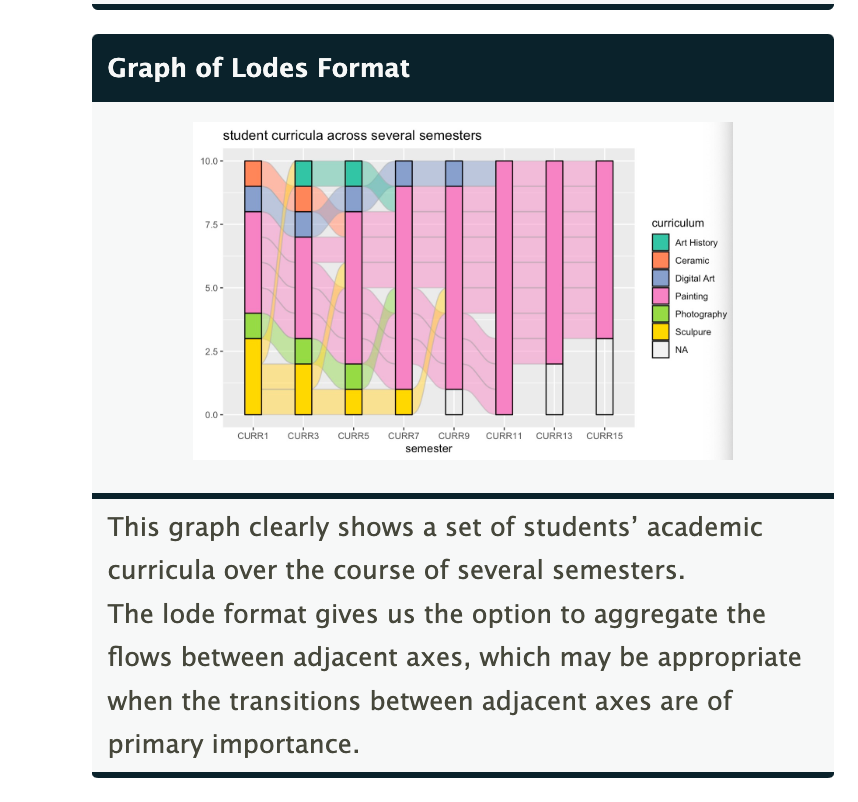 Graph of Lodes Format
student curricula across several semesters
10.0
7.5
5.0
2.5
0.0
CURR1 CURR3 CURR5 CURR7 CURR9 CURR11 CURR13 CURR15
semester
curriculum
Art History
Ceramic
Digital Art
Painting
Photography
Sculpure
NA
This graph clearly shows a set of students’ academic
curricula over the course of several semesters.
The lode format gives us the option to aggregate the
flows between adjacent axes, which may be appropriate
when the transitions between adjacent axes are of
primary importance.